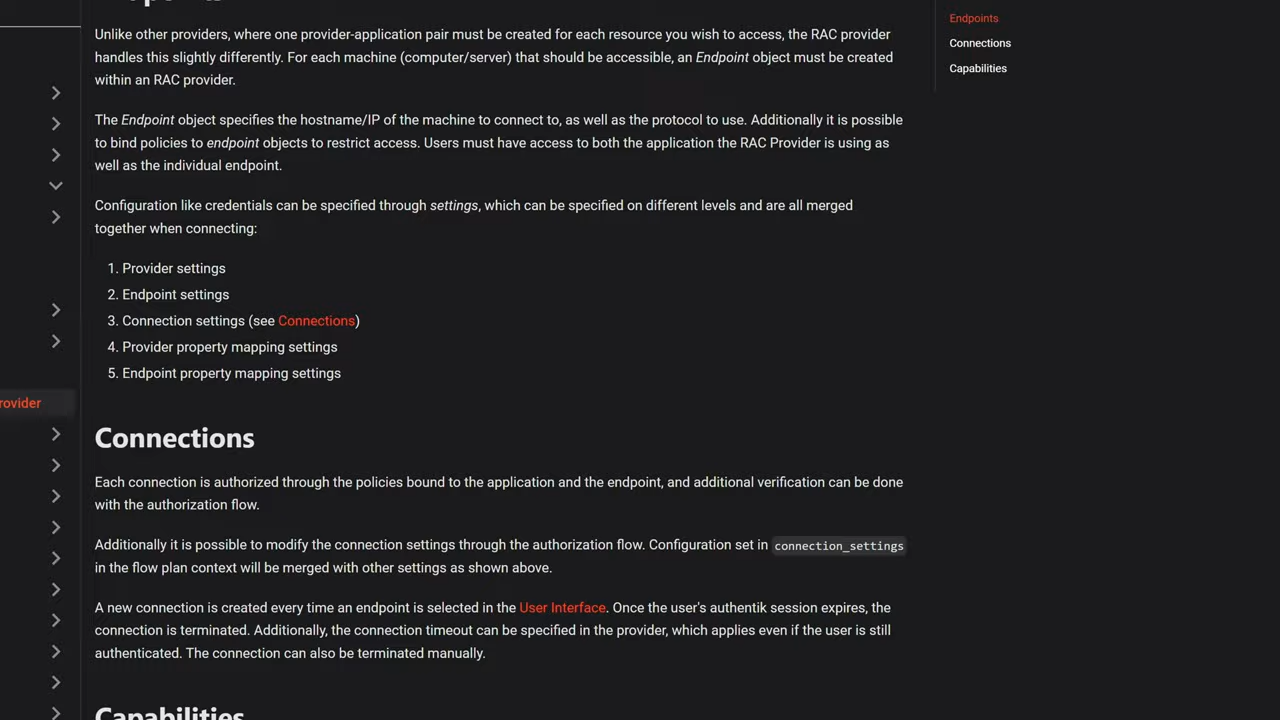 Unlike other providers, where one provider-application pair must be created for each resource you wish to access, the RAC provider
handles this slightly differently. For each machine (computer/server) that should be accessible, an Endpoint object must be created
within an RAC provider.
The Endpoint object specifies the hostname/IP of the machine to connect to, as well as the protocol to use. Additionally it is possible
to bind policies to endpoint objects to restrict access. Users must have access to both the application the RAC Provider is using as
well as the individual endpoint.
Configuration like credentials can be specified through settings, which can be specified on different levels and are all merged
together when connecting:
1. Provider settings
2. Endpoint settings
3. Connection settings (see Connections)
4. Provider property mapping settings
5. Endpoint property mapping settings
Connections
Each connection is authorized through the policies bound to the application and the endpoint, and additional verification can be done
with the authorization flow.
Additionally it is possible to modify the connection settings through the authorization flow. Configuration set in connection_settings
in the flow plan context will be merged with other settings as shown above.
A new connection is created every time an endpoint is selected in the User Interface. Once the user's authentik session expires, the
connection is terminated. Additionally, the connection timeout can be specified in the provider, which applies even if the user is still
authenticated. The connection can also be terminated manually.
Capabilities
rovider
Endpoints
Connections
Capabilities